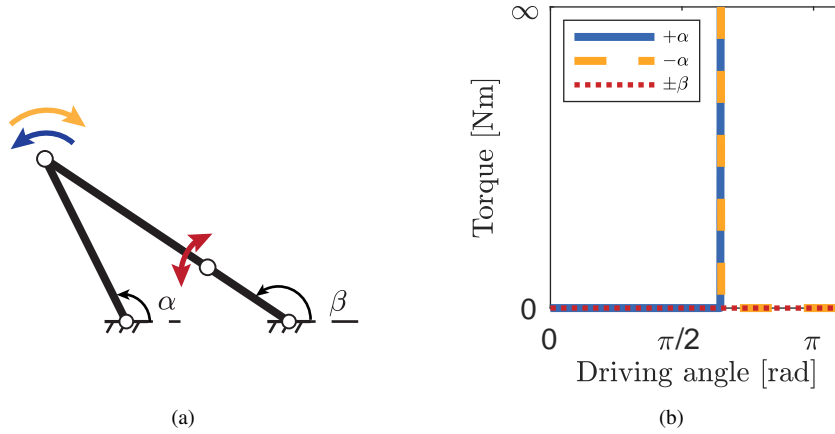 α
β
(a)
∞
+α
−α
±β
Torque [Nm]
0
0
π/2
π
Driving angle [rad]
(b)